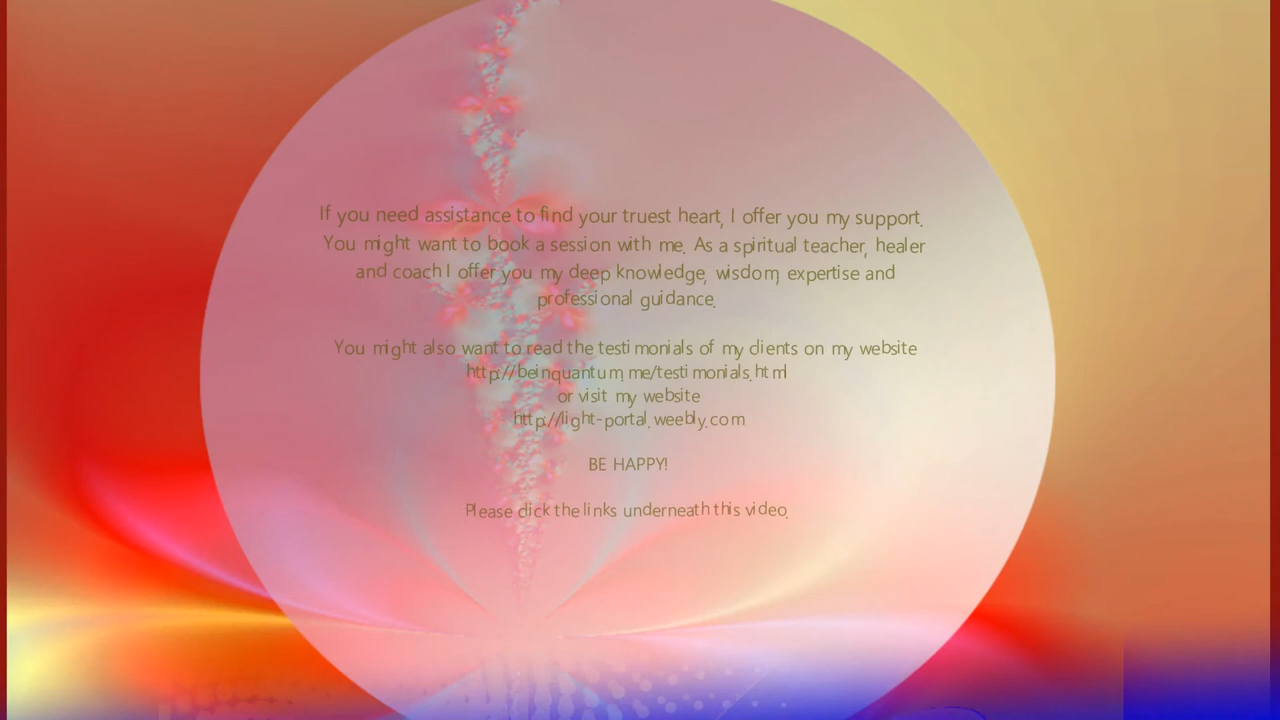 If you need assistance to find your truest heart, I offer you my support.
You might want to book a session with me. As a spiritual teacher, healer
and coach I offer you my deep knowledge, wisdom, expertise and
professional guidance.
You might also want to read the testimonials of my clients on my website
http://beinquantum.me/testimonials.html
or visit my website
http://light-portal.weebly.com
BE HAPPY!
Please click the links underneath this video.